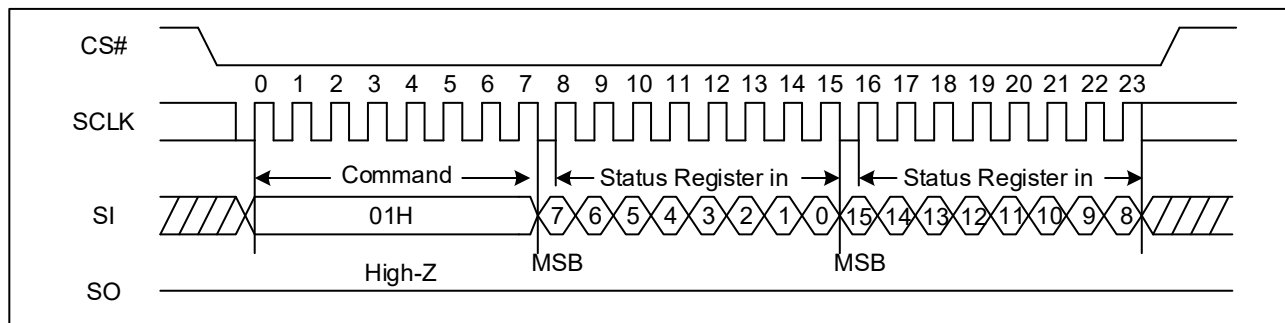 CS#
0 1 2 3 4 5 6 7 8 9 10 11 12 13 14 15 16 17 18 19 20 21 22 23
SCLK
Command Status Register in Status Register in
SI 01H 7 6 5 4 3 2 1 0 15 14 13 12 11 10 9 8
MSB MSB
High-Z
SO